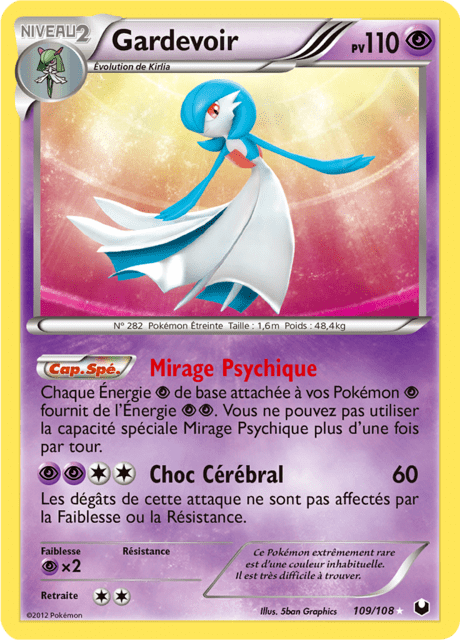 NIVEAU 2
Gardevoir
PV 110
Évolution de Kirlia
N° 282 Pokémon Étreinte Taille : 1,6m Poids : 48,4kg
Cap. Spé. Mirage Psychique
Chaque Énergie de base attachée à vos Pokémon
fournit de l'Énergie . Vous ne pouvez pas utiliser
la capacité spéciale Mirage Psychique plus d'une fois
par tour.
Choc Cérébral 60
Les dégâts de cette attaque ne sont pas affectés par
la Faiblesse ou la Résistance.
Faiblesse Résistance
×2
Retraite
Ce Pokémon extrêmement rare
est d'une couleur inhabituelle.
Il est très difficile à trouver.
©2012 Pokémon
Illus. 5ban Graphics 109/108